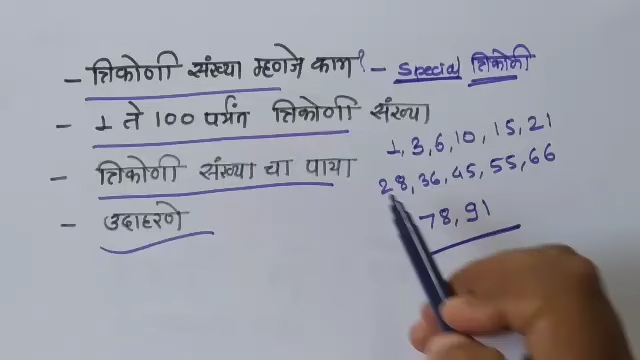 - त्रिकोणी संख्या म्हणजे काय? - Special त्रिकोणी
- 1 ते 100 पर्यंत त्रिकोणी संख्या
1, 3, 6, 10, 15, 21
- त्रिकोणी संख्या चा पाया
28, 36, 45, 55, 66
78, 91
- उदाहरणे